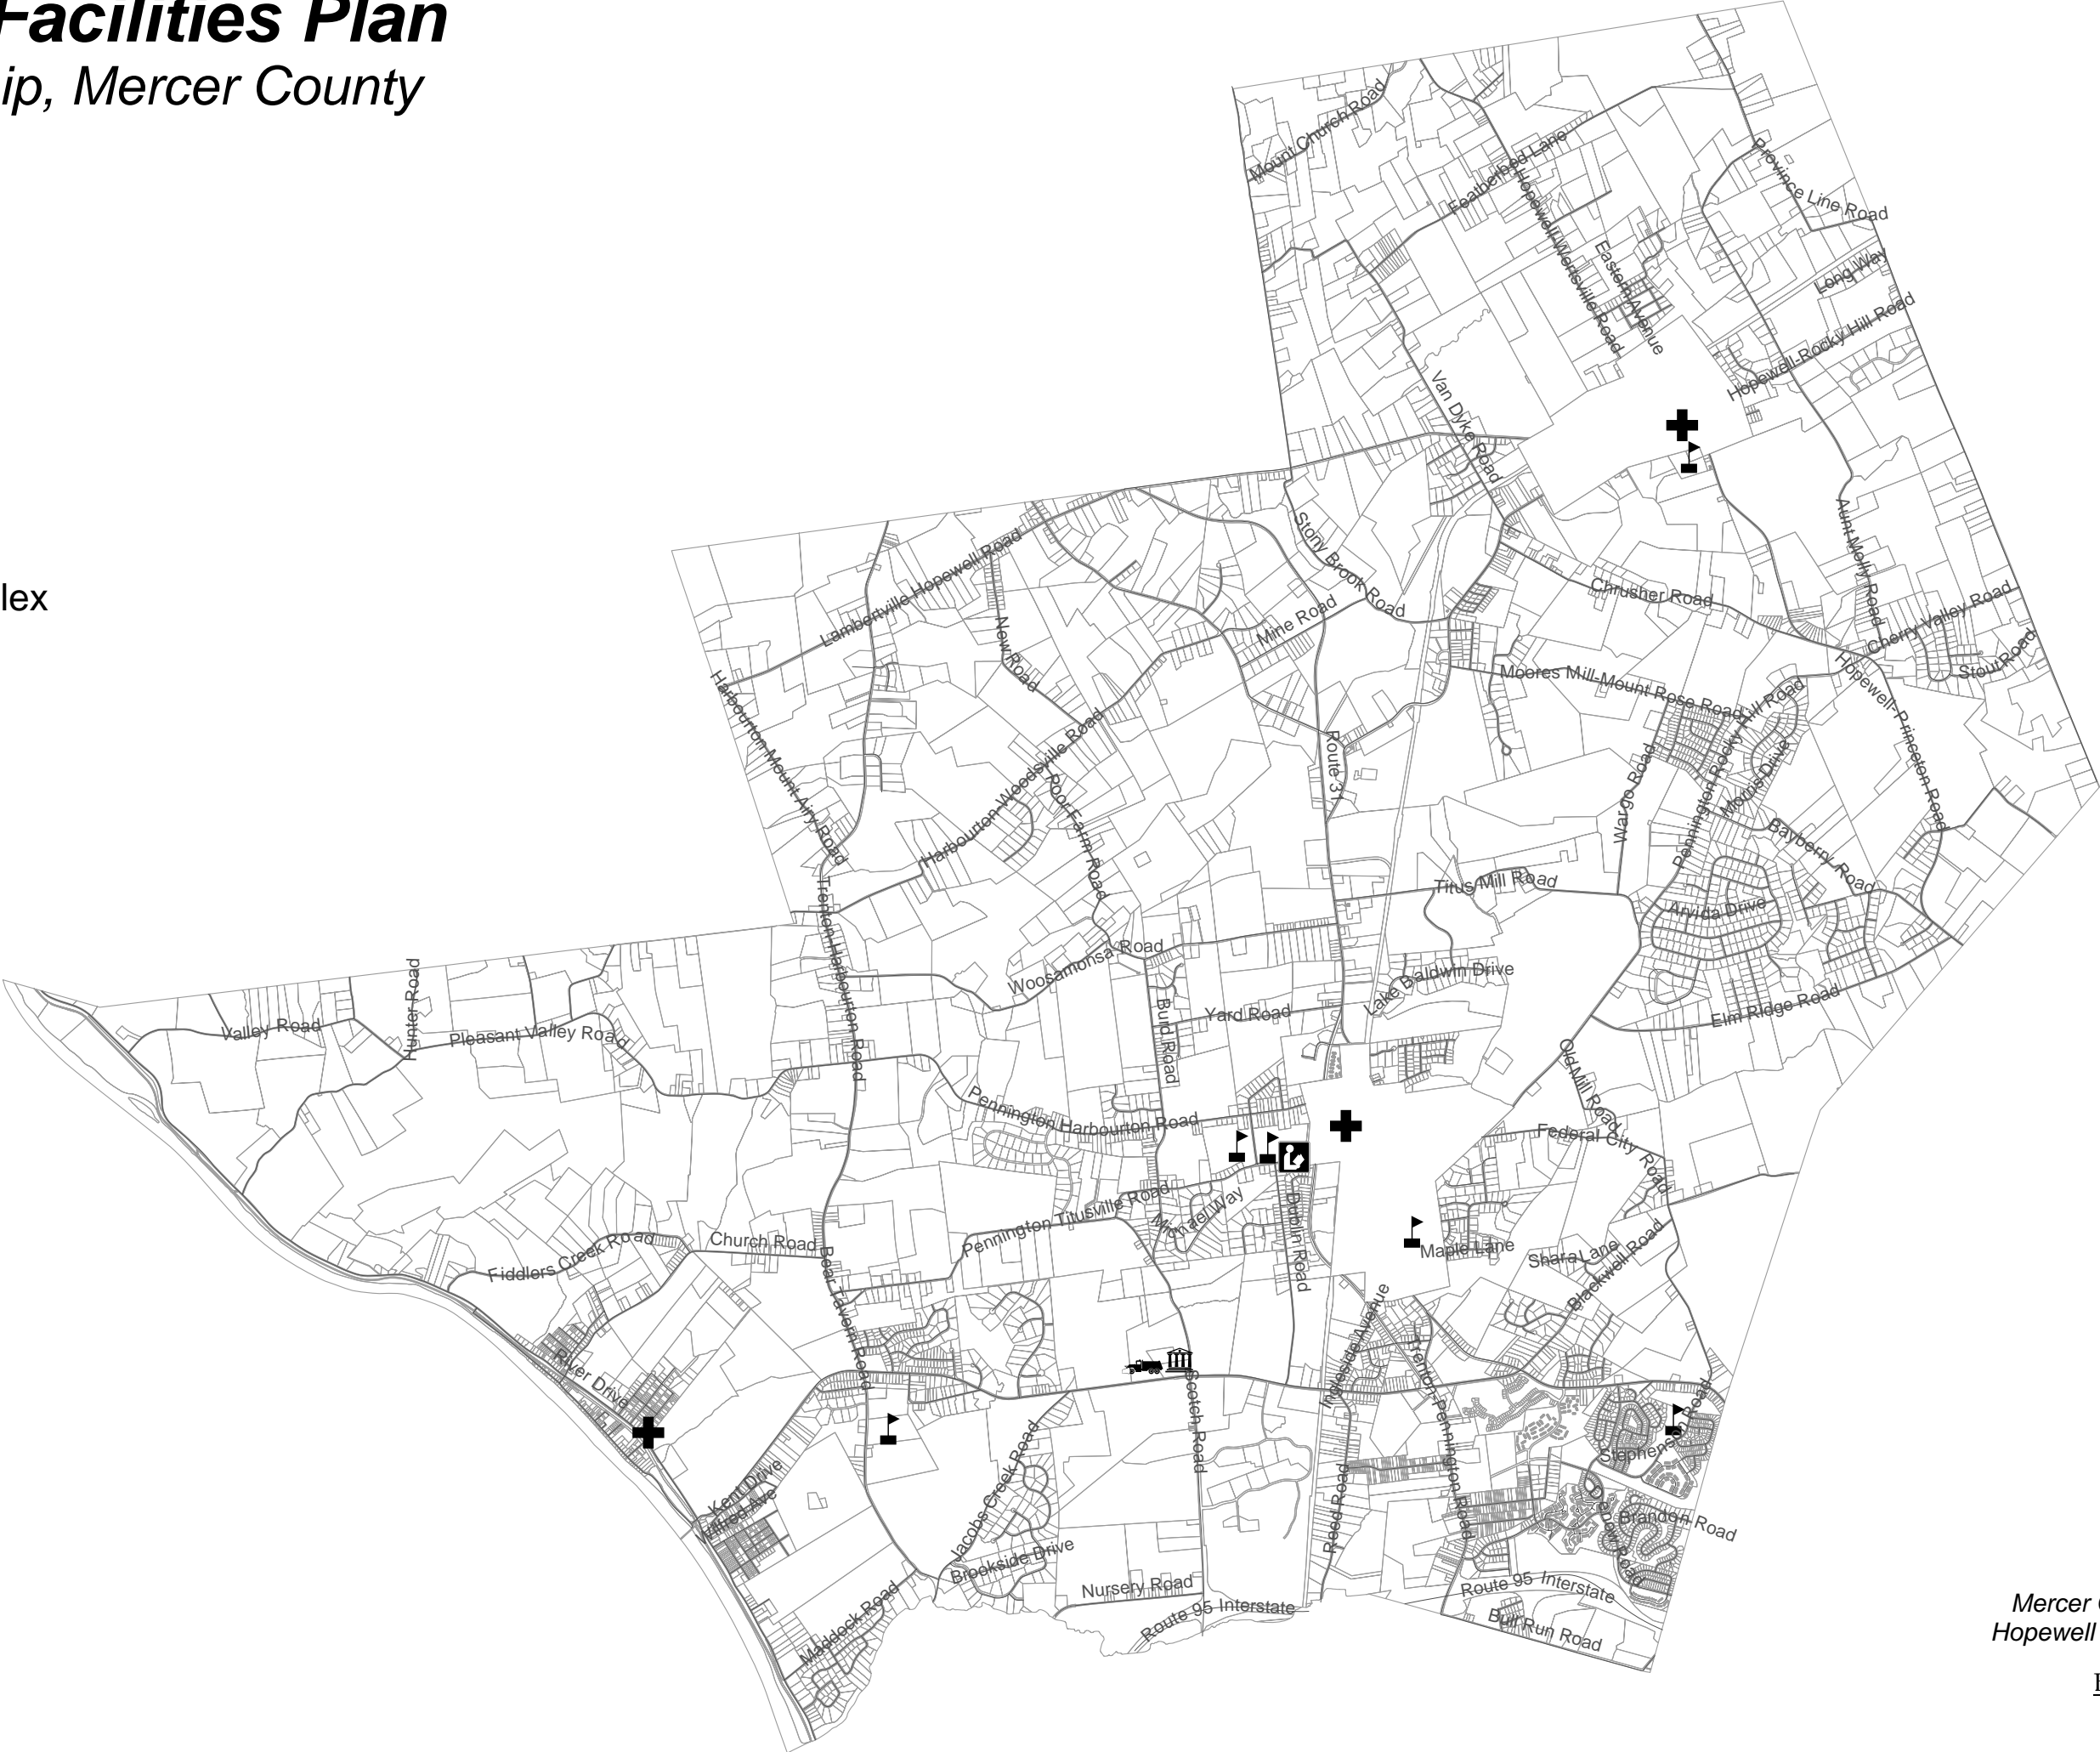 Facilities Plan
ip, Mercer County
lex
Mount Church Road
Featherbed Lane
Hopewell-Wertsville Road
Eastern Avenue
Province Line Road
Long Way
Hopewell-Rocky Hill Road
Van Dyke Road
Stony Brook Road
Lambertville Hopewell Road
New Road
Mine Road
Chrusher Road
Aunt Molly Road
Cherry Valley Road
Stout Road
Harbourton Mount Airy Road
Moores Mill-Mount Rose Road
Hopewell-Princeton Road
Harbourton-Woodsville Road
Poor Farm Road
Route 31
Wargo Road
Pennington Rocky Hill Road
Morris Drive
Bayberry Road
Titus Mill Road
Arvida Drive
Trenton-Harbourton Road
Woosamonsa Road
Lake Baldwin Drive
Elm Ridge Road
Valley Road
Hunter Road
Pleasant Valley Road
Burd Road
Yard Road
Old Mill Road
Pennington Harbourton Road
Federal City Road
Pennington Titusville Road
Michael Way
Dublin Road
Maple Lane
Shara Lane
Blackwell Road
Fiddlers Creek Road
Church Road
Bear Tavern Road
River Drive
Ingleside Avenue
Trenton-Pennington Road
Scotch Road
Stephenson Road
Kent Drive
Jacobs Creek Road
Reed Road
Denow Road
Brandon Road
Brookside Drive
Nursery Road
Route 95 Interstate
Route 95 Interstate
Bull Run Road
Maddock Road
Mercer
Hopewell